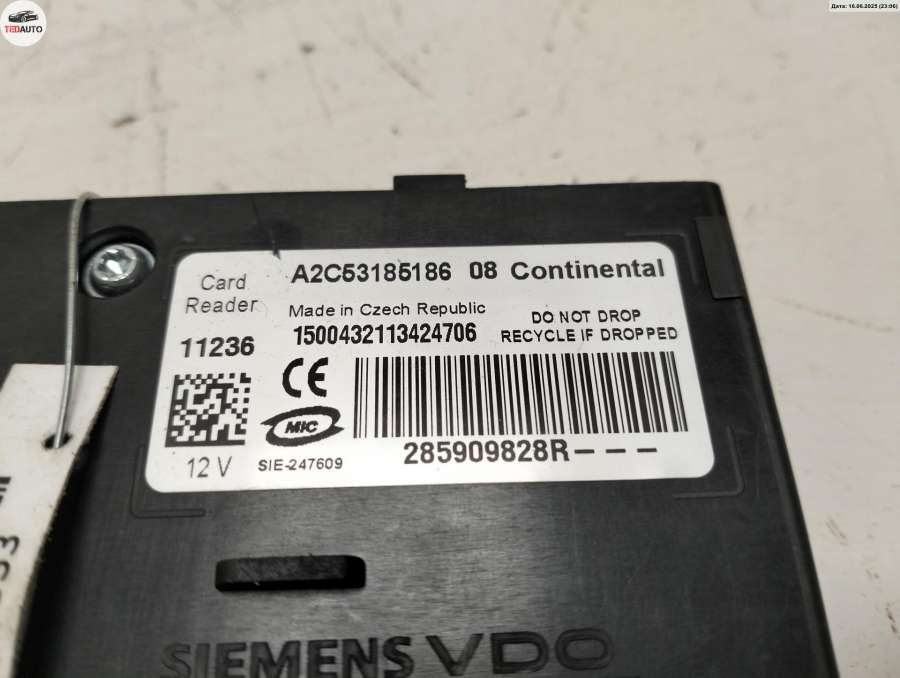 TEDAUTO
Дата: 16.06.2025 (23:06)
Card
Reader
A2C53185186 08 Continental
Made in Czech Republic
1500432113424706
DO NOT DROP
RECYCLE IF DROPPED
11236
CE
MIC
12 V
SIE-247609
285909828R---
SIEMENS VDO